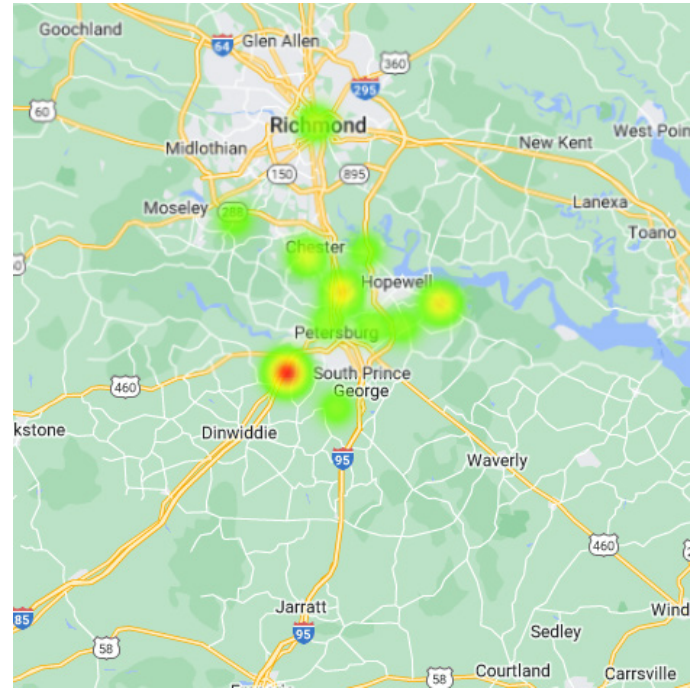 Goochland
64
Glen Allen
360
295
60
Richmond
West Poin
Midlothian
New Kent
150
895
Moseley
288
Lanexa
Toano
Chester
Hopewell
Petersburg
460
South Prince
George
kstone
Dinwiddie
95
Waverly
460
Jarratt
Wind
85
95
Sedley
58
Courtland
58
Carrsville